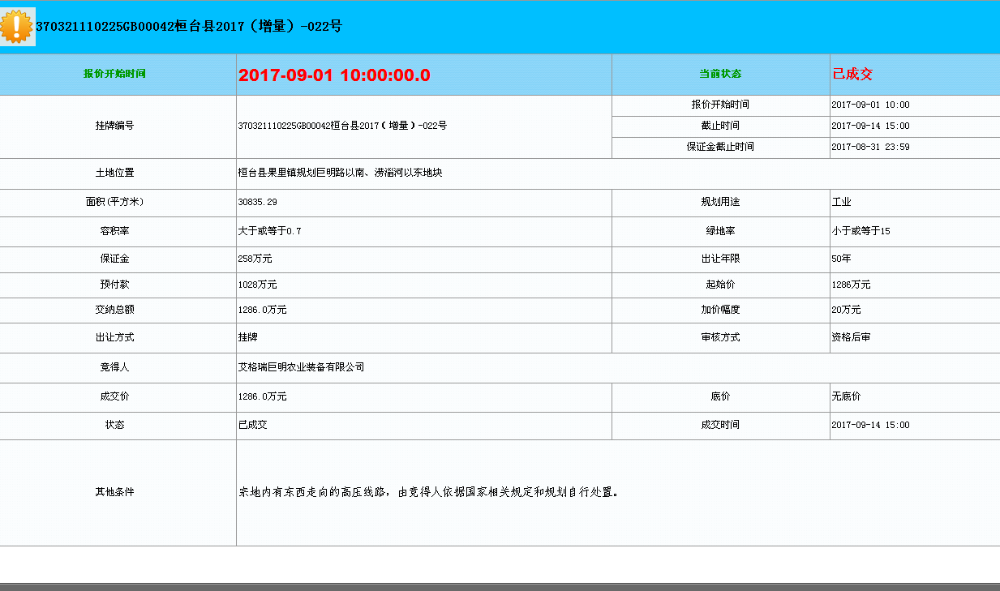 370321110225GB00042桓台县2017（增量）-022号
报价开始时间 2017-09-01 10:00:00.0 当前状态 已成交
挂牌编号 370321110225GB00042桓台县2017（增量）-022号 报价开始时间 2017-09-01 10:00
截止时间 2017-09-14 15:00
保证金截止时间 2017-08-31 23:59
土地位置 桓台县果里镇规划巨明路以南、涝淄河以东地块
面积(平方米) 30835.29 规划用途 工业
容积率 大于或等于0.7 绿地率 小于或等于15
保证金 258万元 出让年限 50年
预付款 1028万元 起始价 1286万元
交纳总额 1286.0万元 加价幅度 20万元
出让方式 挂牌 审核方式 资格后审
竞得人 艾格瑞巨明农业装备有限公司
成交价 1286.0万元 底价 无底价
状态 已成交 成交时间 2017-09-14 15:00
其他条件 宗地内有东西走向的高压线路，由竞得人依据国家相关规定和规划自行处置。